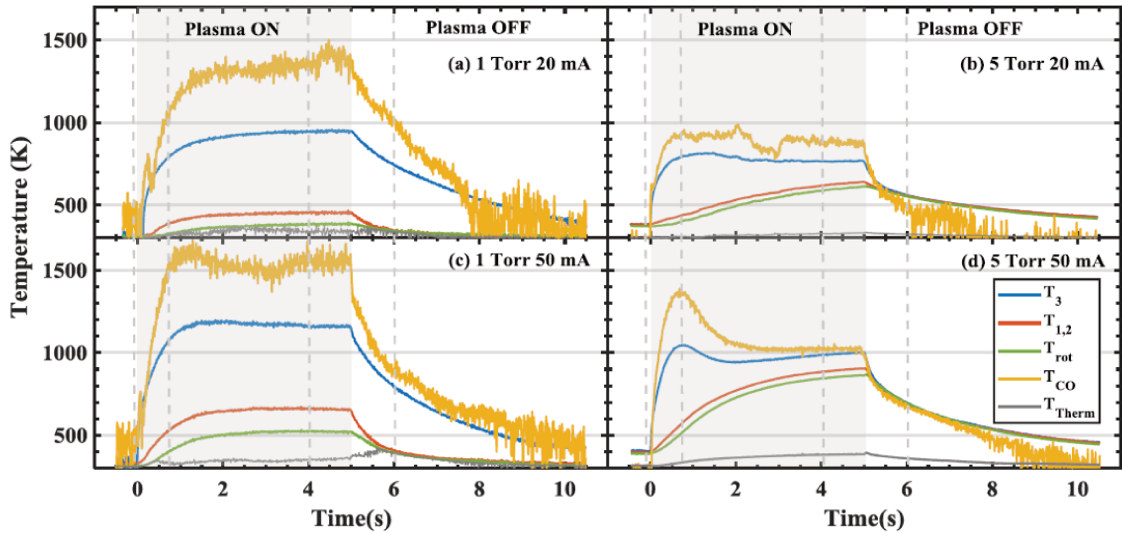 Plasma ON
Plasma OFF
(a) 1 Torr 20 mA
Plasma ON
Plasma OFF
(b) 5 Torr 20 mA
1500
1000
500
(c) 1 Torr 50 mA
(d) 5 Torr 50 mA
1500
1000
500
T3
T1,2
Trot
TCO
TTherm
0
2
4
6
8
10
0
2
4
6
8
10
Temperature (K)
Time(s)
Time(s)